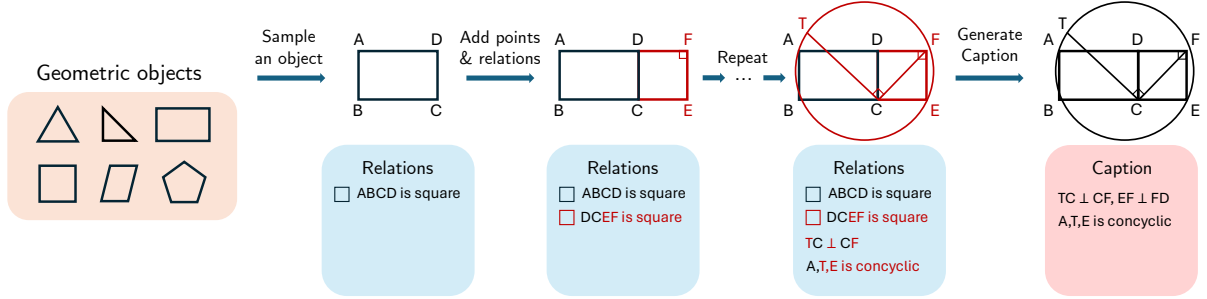 Geometric objects
Sample
an object
A D
B C
Relations
ABCD is square
Add points
& relations
A D F
B C E
Relations
ABCD is square
DCEF is square
Repeat
...
T
A D F
B C E
Relations
ABCD is square
DCEF is square
TC ⊥ CF
A,T,E is concyclic
Generate
Caption
T
A D F
B C E
Caption
TC ⊥ CF, EF ⊥ FD
A,T,E is concyclic